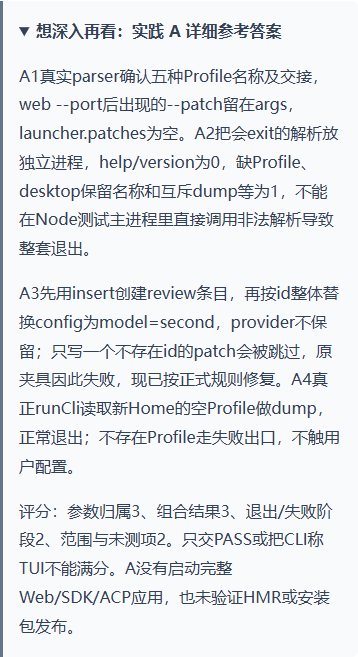 ▼ 想深入再看：实践 A 详细参考答案
A1真实parser确认五种Profile名称及交接，
web --port后出现的--patch留在args，
launcher.patches为空。A2把会exit的解析放
独立进程，help/version为0，缺Profile、
desktop保留名称和互斥dump等为1，不能
在Node测试主进程里直接调用非法解析导致
整套退出。
A3先用insert创建review条目，再按id整体替
换config为model=second，provider不保
留；只写一个不存在id的patch会被跳过，原
夹具因此失败，现已按正式规则修复。A4真
正runCli读取新Home的空Profile做dump，
正常退出；不存在Profile走失败出口，不触用
户配置。
评分：参数归属3、组合结果3、退出/失败阶
段2、范围与未测项2。只交PASS或把CLI称
TUI不能满分。A没有启动完整
Web/SDK/ACP应用，也未验证HMR或安装
包发布。